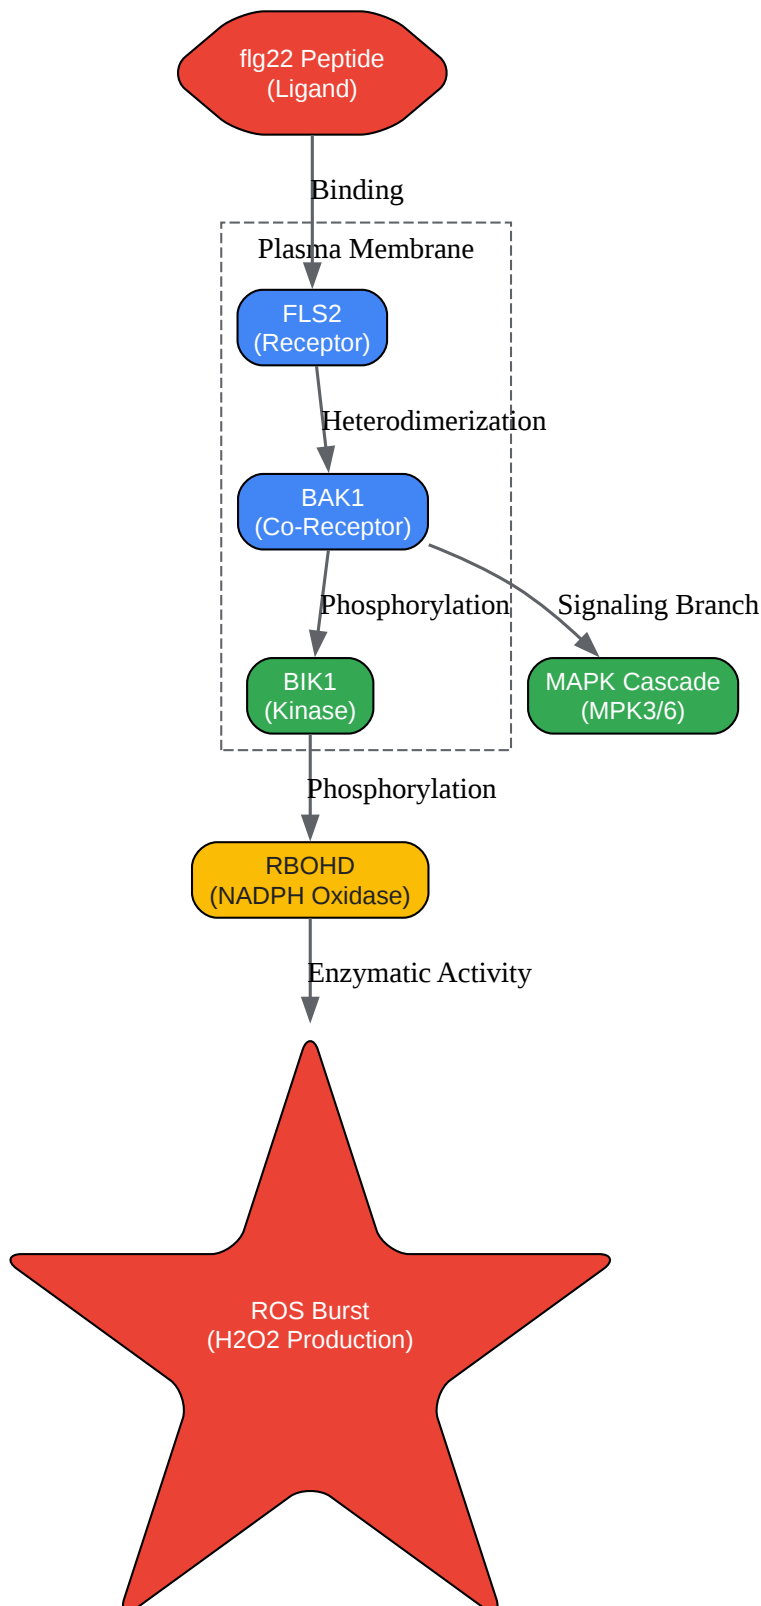 flg22 Peptide
(Ligand)
Binding
Plasma Membrane
FLS2
(Receptor)
Heterodimerization
BAK1
(Co-Receptor)
Phosphorylation
Signaling Branch
BIK1
(Kinase)
MAPK Cascade
(MPK3/6)
Phosphorylation
RBOHD
(NADPH Oxidase)
Enzymatic Activity
ROS Burst
(H2O2 Production)